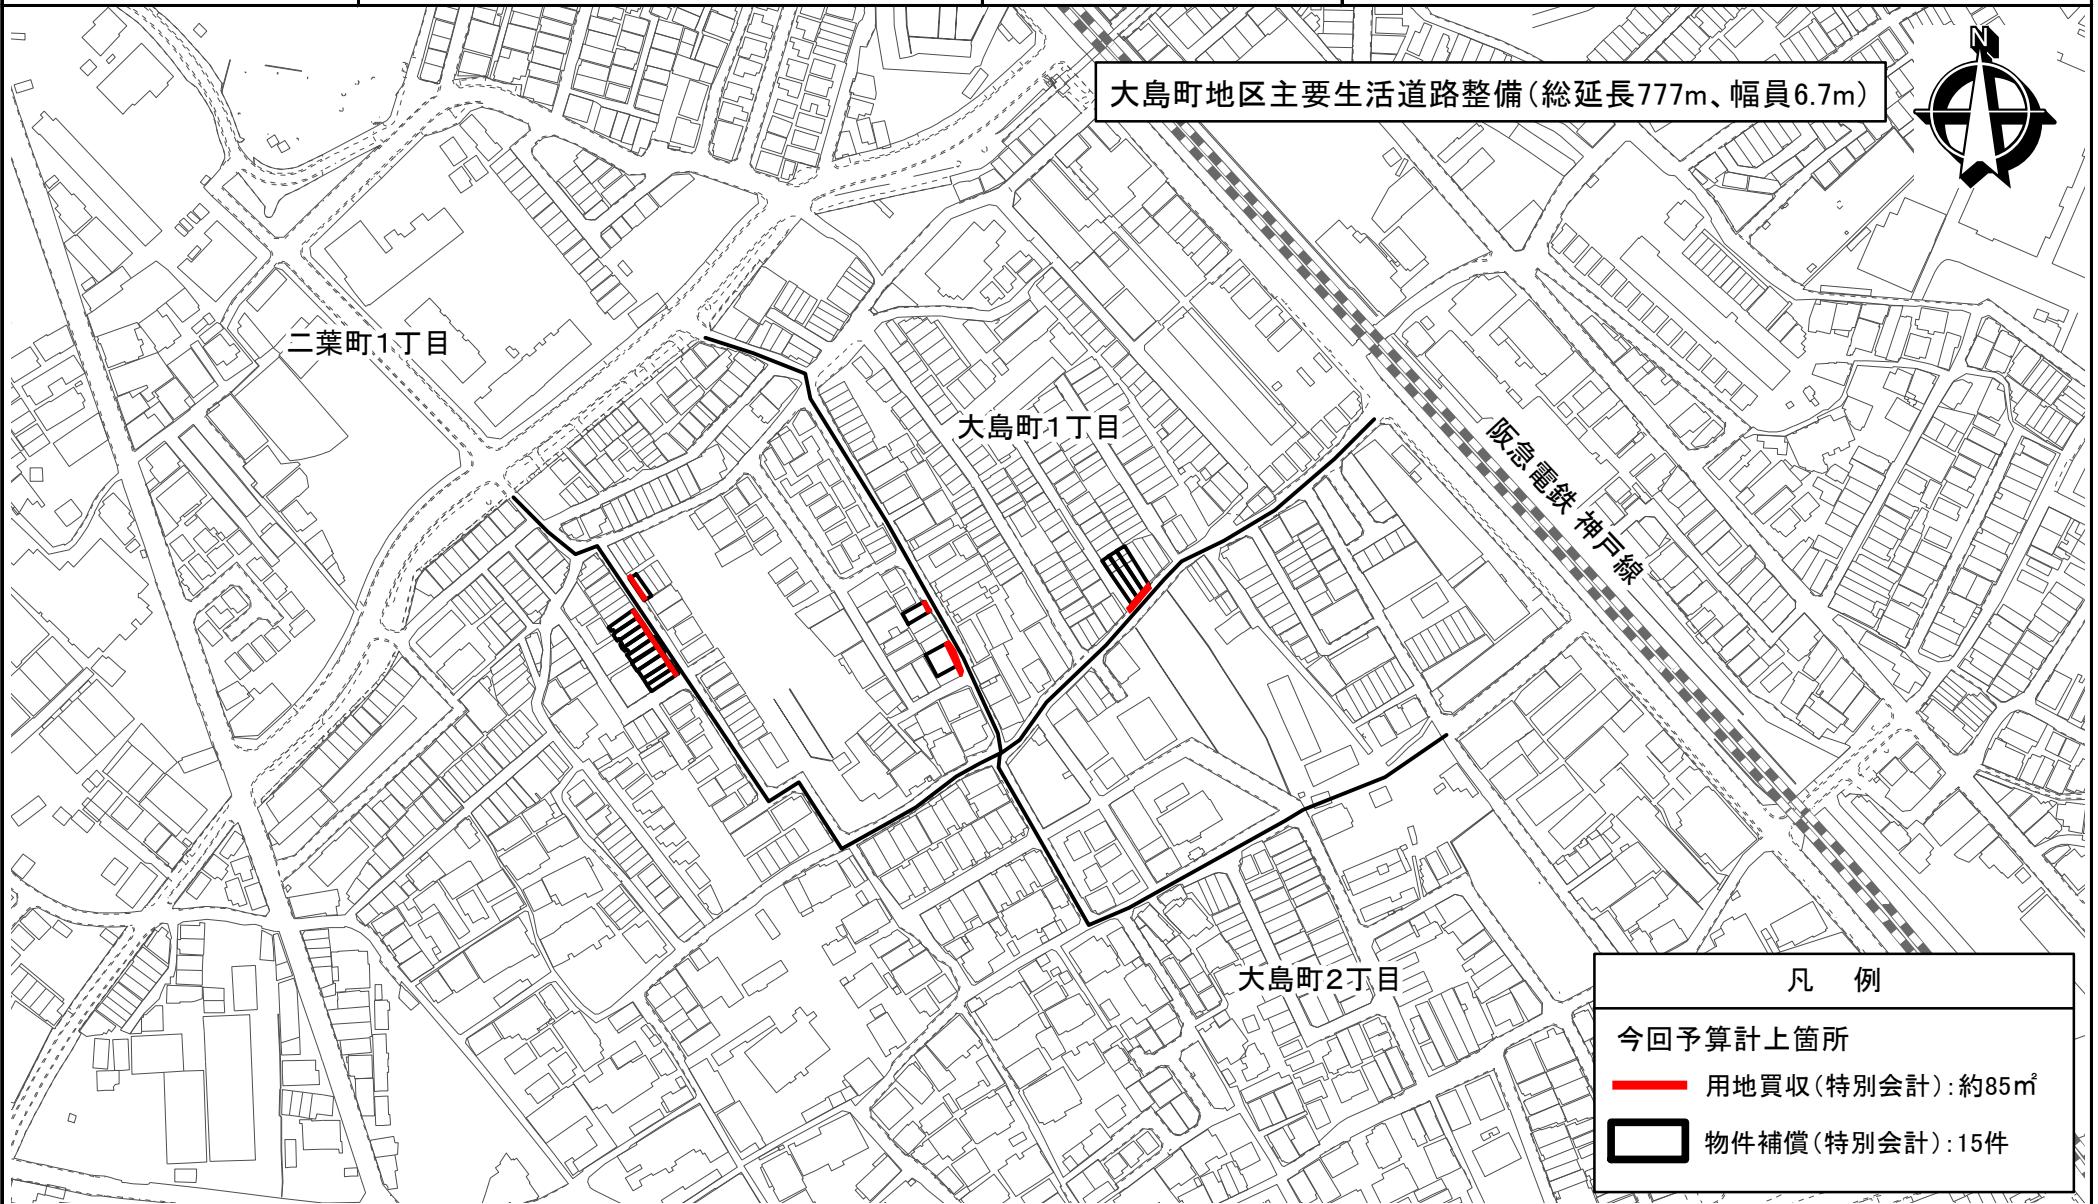 大島町地区主要生活道路整備(総延長777m、幅員6.7m)
N
二葉町1丁目
大島町1丁目
阪急電鉄 神戸線
大島町2丁目
凡 例
今回予算計上箇所
用地買収(特別会計):約85㎡
物件補償(特別会計):15件